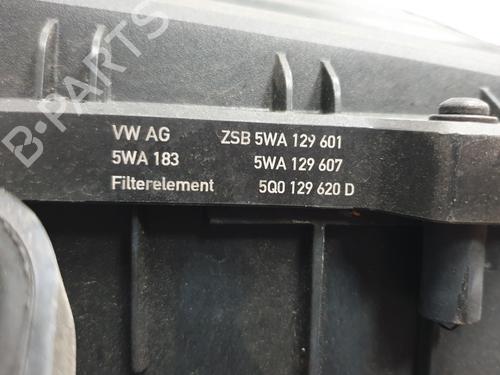 B-PARTS
VW AG ZSB 5WA 129 601
5WA 183 5WA 129 607
Filterelement 5Q0 129 620 D